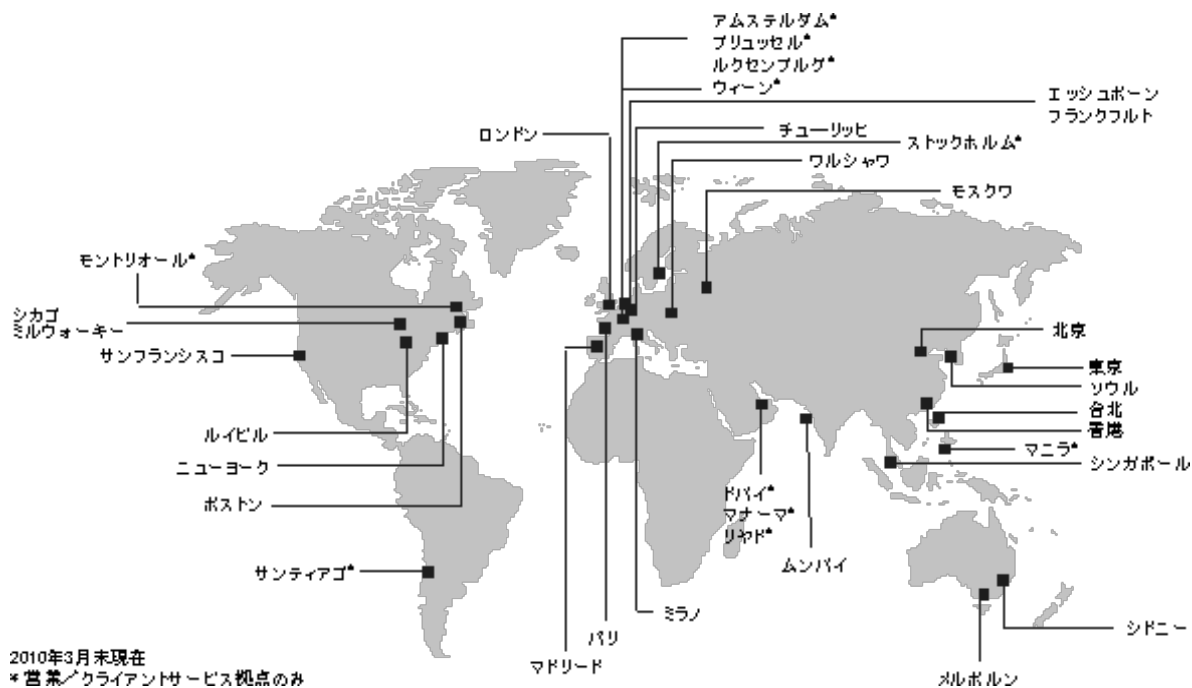 アムステルダム*
ブリュッセル*
ルクセンブルグ*
ウィーン*
エッシュボーン
フランクフルト
ロンドン
チューリッヒ
ストックホルム*
ワルシャワ
モスクワ
モントリオール*
シカゴ
ミルウォーキー
サンフランシスコ
北京
東京
ソウル
台北
香港
マニラ*
シンガポール
ルイビル
ニューヨーク
ボストン
ドバイ*
マナーマ*
リヤド*
ムンバイ
サンティアゴ*
ミラノ
パリ
マドリード
シドニー
メルボルン
2010年3月末現在
*営業/クライアントサービス拠点のみ